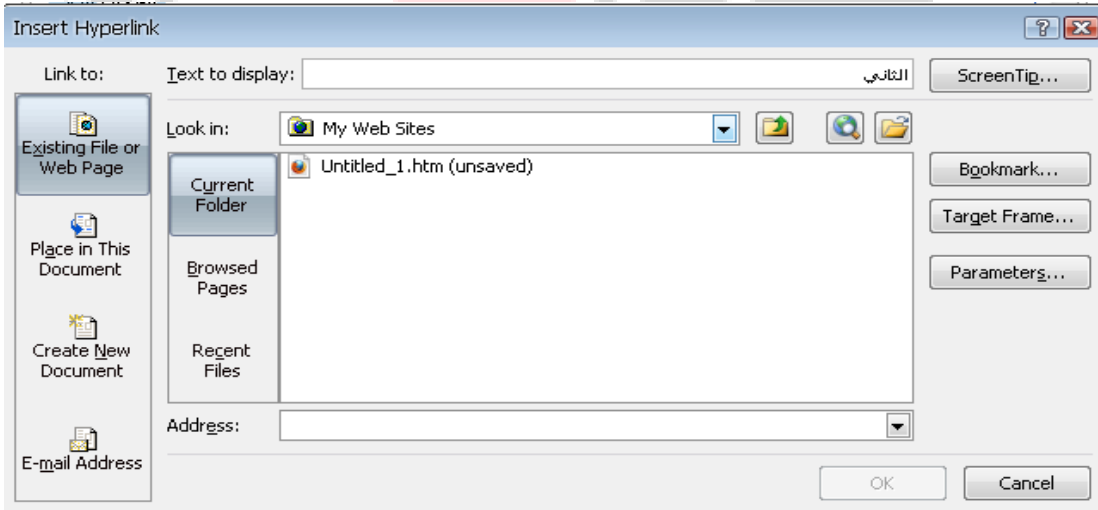 Insert Hyperlink
Link to:
Text to display:
الثاني
ScreenTip...
Existing File or
Web Page
Look in:
My Web Sites
Current
Folder
Untitled_1.htm (unsaved)
Bookmark...
Target Frame...
Place in This
Document
Browsed
Pages
Parameters...
Create New
Document
Recent
Files
Address:
E-mail Address
OK
Cancel